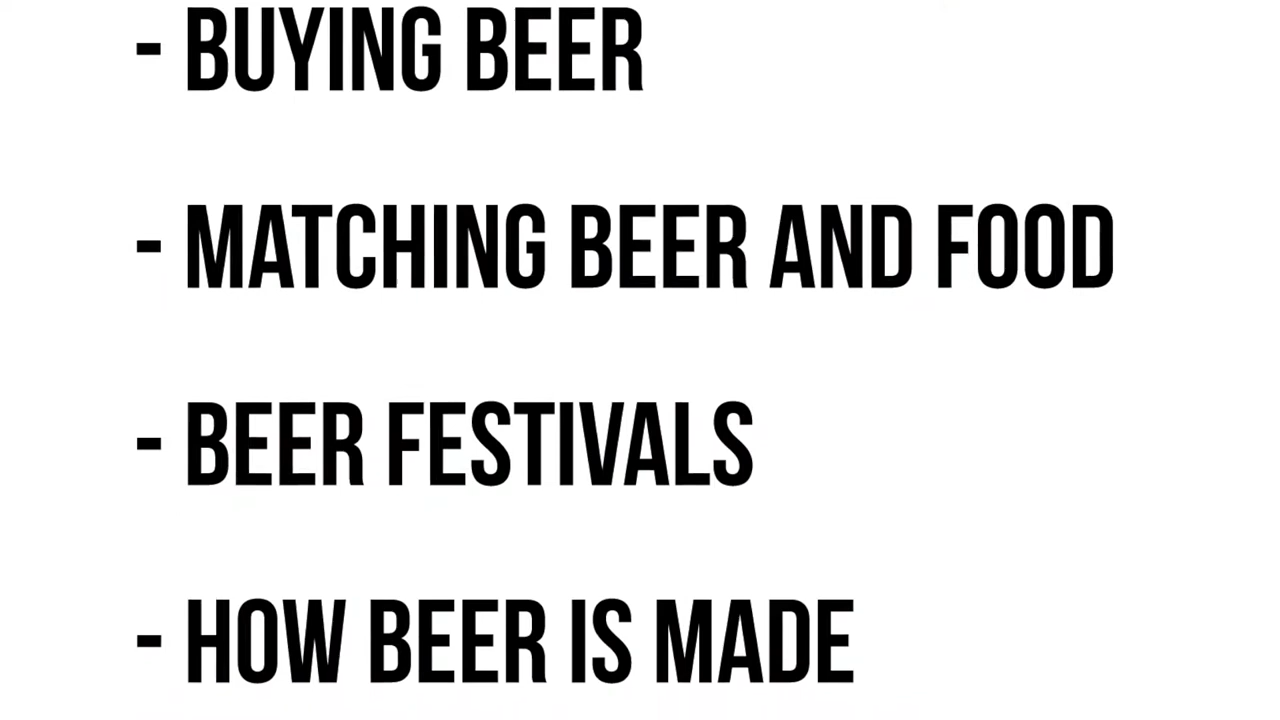 - BUYING BEER
- MATCHING BEER AND FOOD
- BEER FESTIVALS
- HOW BEER IS MADE